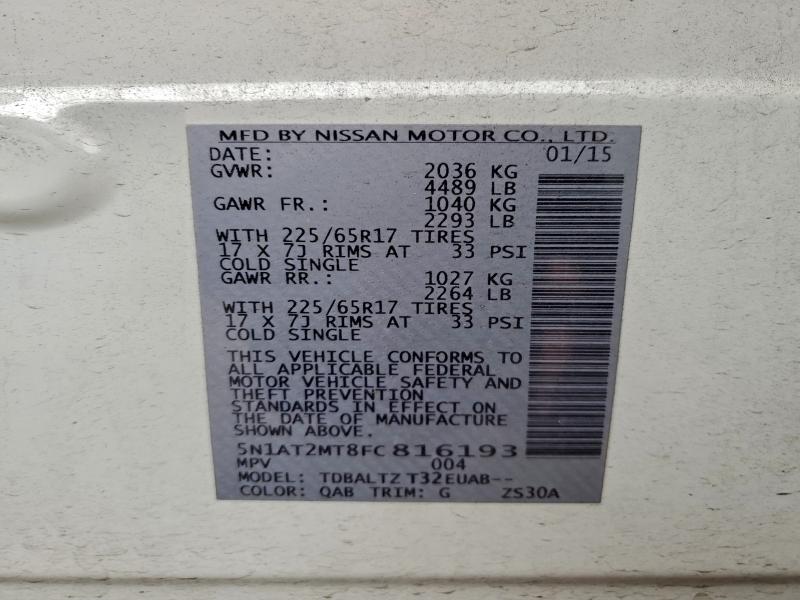 MFD BY NISSAN MOTOR CO., LTD.
DATE: 01/15
GVWR: 2036 KG
4489 LB
GAWR FR.: 1040 KG
2293 LB
WITH 225/65R17 TIRES
17 X 7J RIMS AT 33 PSI
COLD SINGLE
GAWR RR.: 1027 KG
2264 LB
WITH 225/65R17 TIRES
17 X 7J RIMS AT 33 PSI
COLD SINGLE
THIS VEHICLE CONFORMS TO
ALL APPLICABLE FEDERAL
MOTOR VEHICLE SAFETY AND
THEFT PREVENTION
STANDARDS IN EFFECT ON
THE DATE OF MANUFACTURE
SHOWN ABOVE.
5N1AT2MT8FC816193
MPV 004
MODEL: TDBALTZ T32EUAB--
COLOR: QAB TRIM: G ZS30A